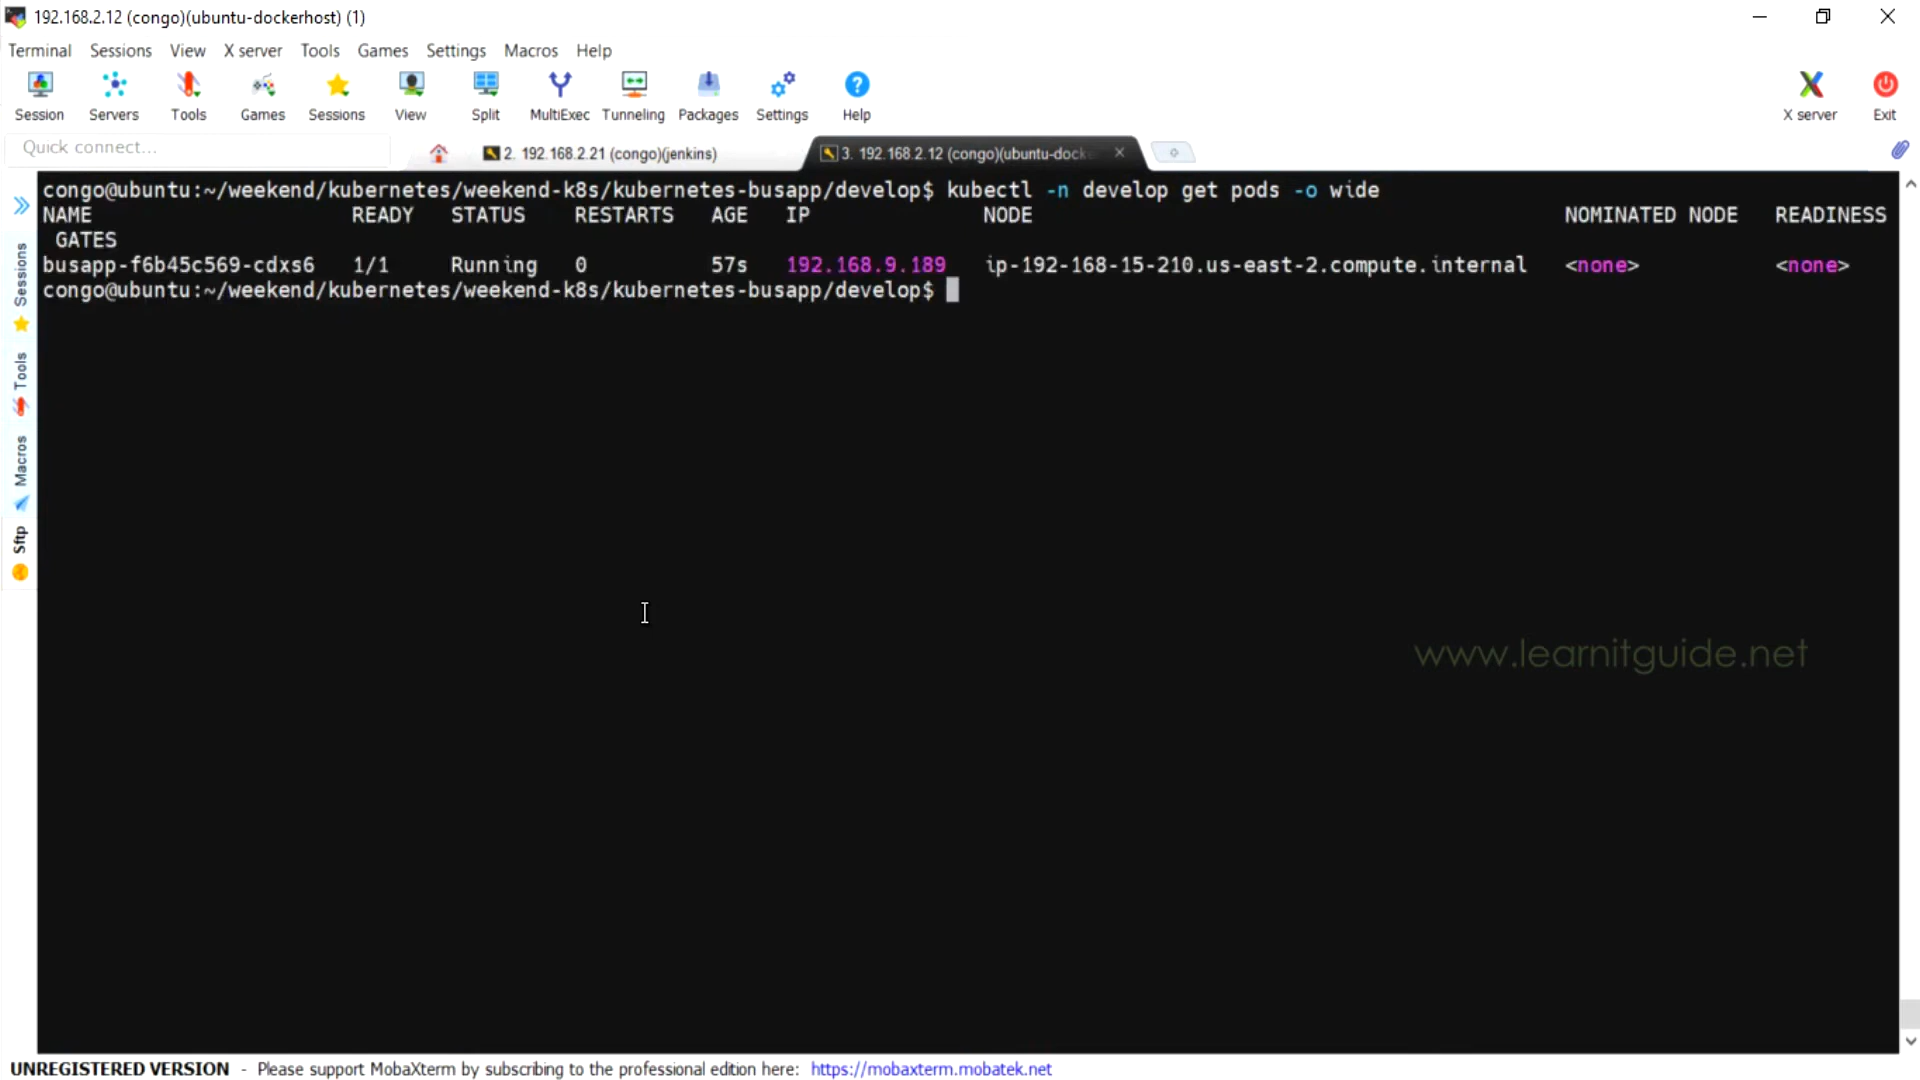 192.168.2.12 (congo)(ubuntu-dockerhost) (1)
Terminal Sessions View X server Tools Games Settings Macros Help
Session Servers Tools Games Sessions View Split MultiExec Tunneling Packages Settings Help X server Exit
Quick connect...
2. 192.168.2.21 (congo)(jenkins)
3. 192.168.2.12 (congo)(ubuntu-dock
congo@ubuntu:~/weekend/kubernetes/weekend-k8s/kubernetes-busapp/develop$ kubectl -n develop get pods -o wide
NAME READY STATUS RESTARTS AGE IP NODE NOMINATED NODE READINESS
GATES
busapp-f6b45c569-cdxs6 1/1 Running 0 57s 192.168.9.189 ip-192-168-15-210.us-east-2.compute.internal <none> <none>
congo@ubuntu:~/weekend/kubernetes/weekend-k8s/kubernetes-busapp/develop$
Sessions
Tools
Macros
Sftp
www.learnitguide.net
UNREGISTERED VERSION - Please support MobaXterm by subscribing to the professional edition here: https://mobaxterm.mobatek.net